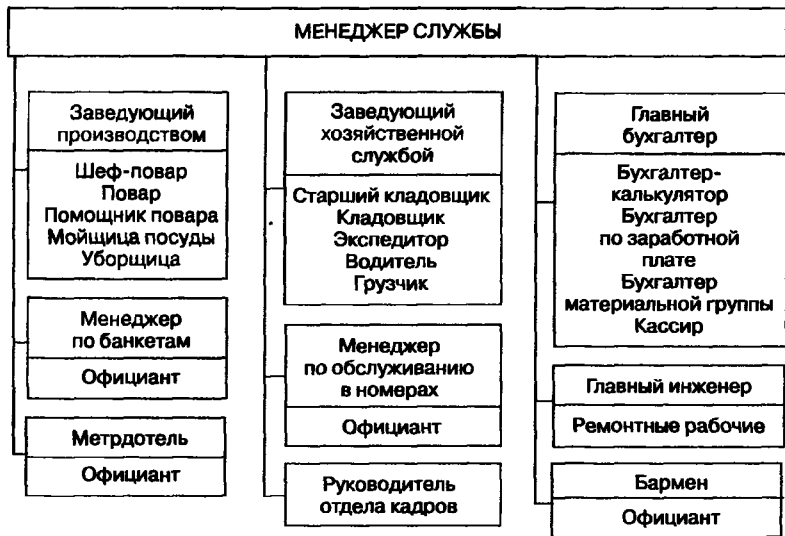 МЕНЕДЖЕР СЛУЖБЫ
Заведующий
производством
Шеф-повар
Повар
Помощник повара
Мойщица посуды
Уборщица
Менеджер
по банкетам
Официант
Метрдотель
Официант
Заведующий
хозяйственной
службой
Старший кладовщик
Кладовщик
Экспедитор
Водитель
Грузчик
Менеджер
по обслуживанию
в номерах
Официант
Руководитель
отдела кадров
Главный
бухгалтер
Бухгалтер-
калькулятор
Бухгалтер
по заработной
плате
Бухгалтер
материальной группы
Кассир
Главный инженер
Ремонтные рабочие
Бармен
Официант